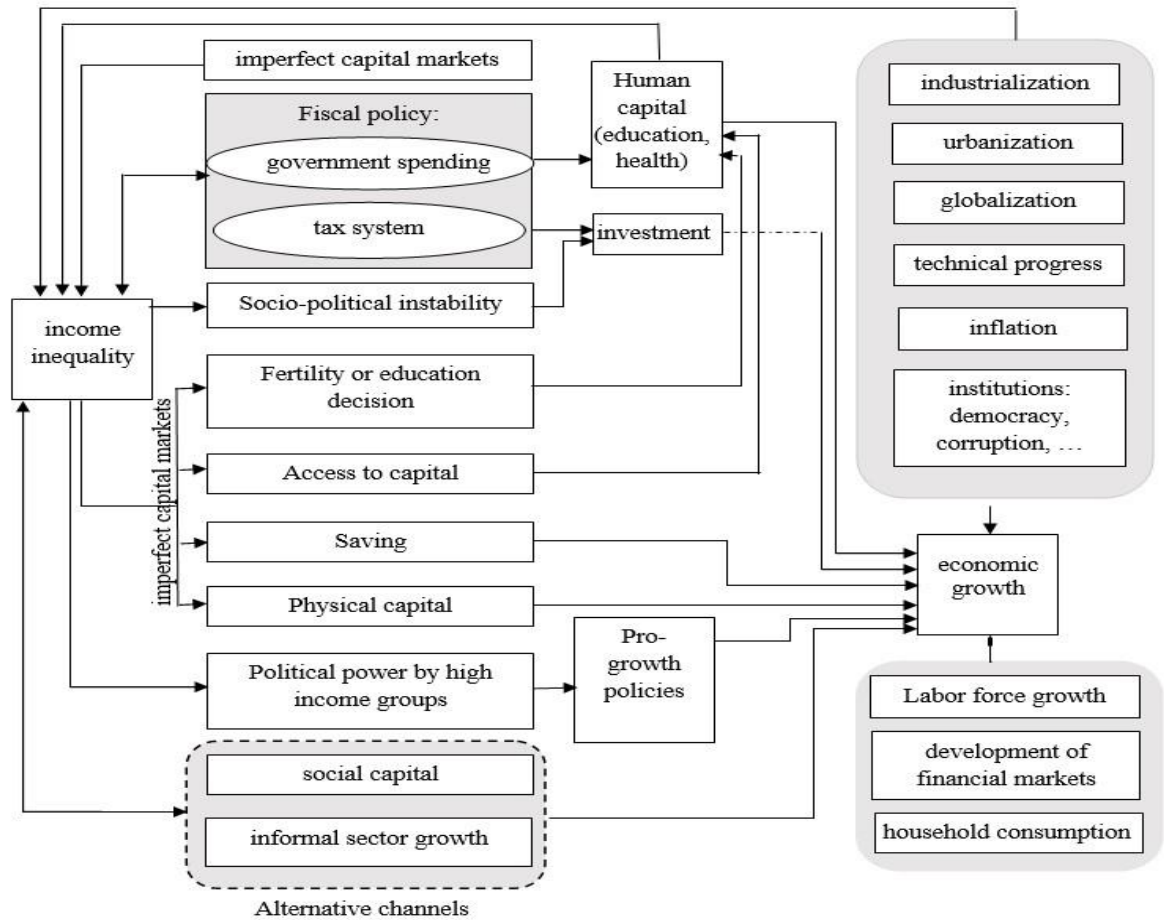 imperfect capital markets
Fiscal policy:
government spending
tax system
Human
capital
(education,
health)
investment
Socio-political instability
income
inequality
imperfect capital markets
Fertility or education
decision
Access to capital
Saving
Physical capital
Political power by high
income groups
Pro-
growth
policies
social capital
informal sector growth
Alternative channels
industrialization
urbanization
globalization
technical progress
inflation
institutions:
democracy,
corruption, …
economic
growth
Labor force growth
development of
financial markets
household consumption